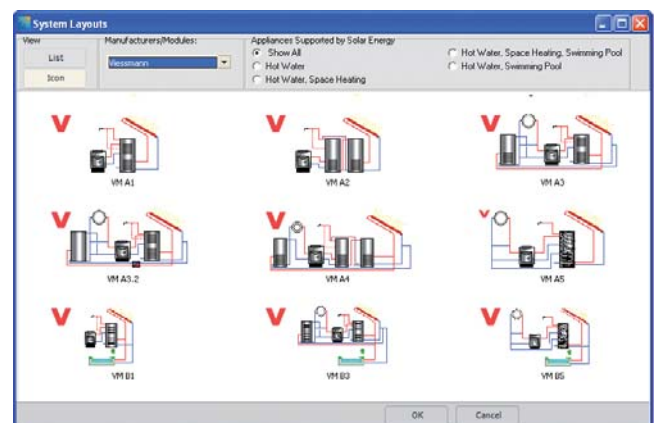 System Layouts
View
List
Icon
Manufacturers/Modules:
Viessmann
Appliances Supported by Solar Energy
Show All
Hot Water
Hot Water, Space Heating
Hot Water, Space Heating, Swimming Pool
Hot Water, Swimming Pool
V V V
VM A1 VM A2 VM A3
V V V
VM A3.2 VM A4 VM A5
V V V
VM B1 VM B3 VM B5
OK Cancel